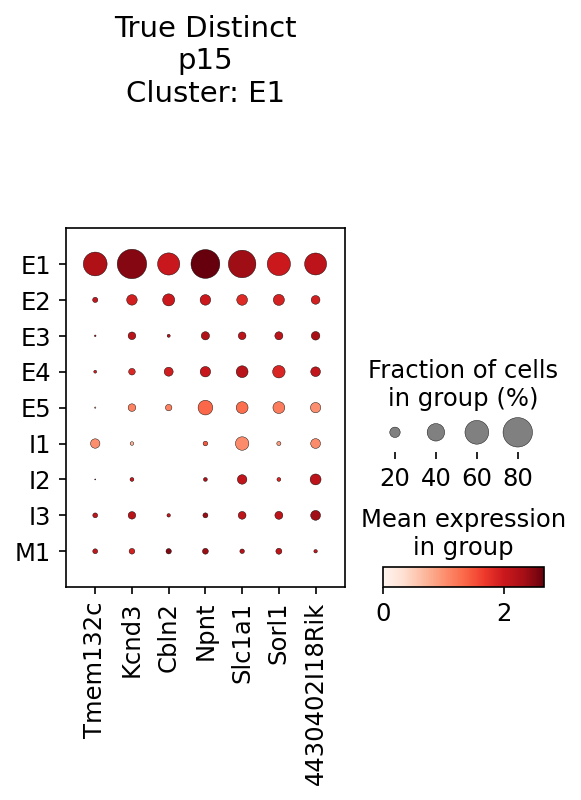 True Distinct
p15
Cluster: E1
E1
E2
E3
E4
E5
I1
I2
I3
M1
Tmem132c
Kcnd3
Cbln2
Npnt
Slc1a1
Sorl1
4430402I18Rik
Fraction of cells
in group (%)
20 40 60 80
Mean expression
in group
0 2